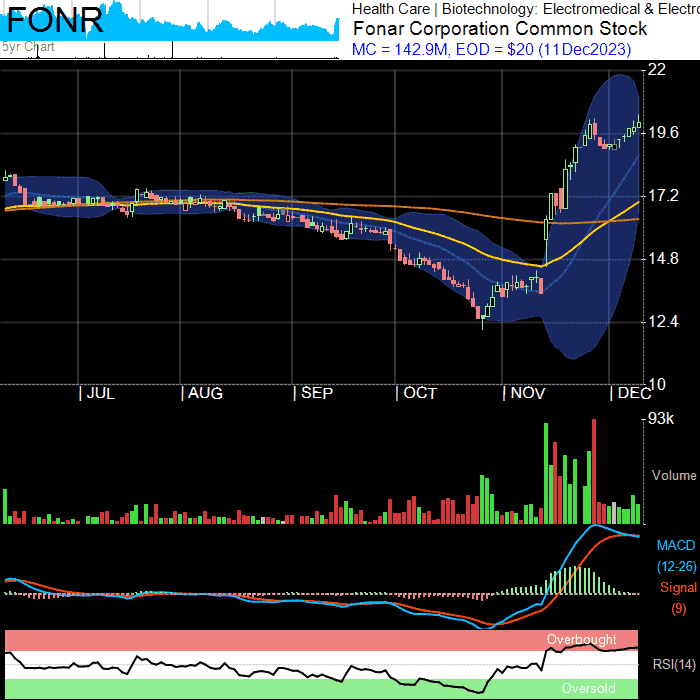 FONR
5yr Chart
Health Care | Biotechnology: Electromedical & Electro
Fonar Corporation Common Stock
MC = 142.9M, EOD = $20 (11Dec2023)
22
19.6
17.2
14.8
12.4
10
JUL
AUG
SEP
OCT
NOV
DEC
93k
Volume
MACD
(12-26)
Signal
(9)
Overbought
RSI(14)
Oversold